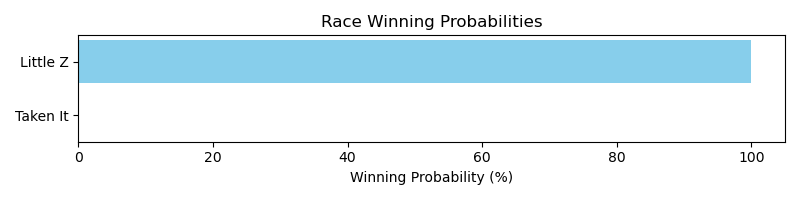 Race Winning Probabilities
Little Z
Taken It
0 20 40 60 80 100
Winning Probability (%)